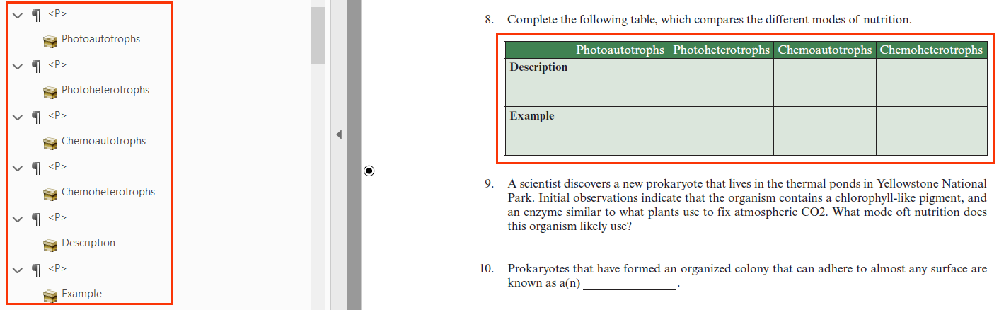 <P>
Photoautotrophs
<P>
Photoheterotrophs
<P>
Chemoautotrophs
<P>
Chemoheterotrophs
<P>
Description
<P>
Example
8. Complete the following table, which compares the different modes of nutrition.
Photoautotrophs Photoheterotrophs Chemoautotrophs Chemoheterotrophs
Description
Example
9. A scientist discovers a new prokaryote that lives in the thermal ponds in Yellowstone National
Park. Initial observations indicate that the organism contains a chlorophyll-like pigment, and
an enzyme similar to what plants use to fix atmospheric CO2. What mode oft nutrition does
this organism likely use?
10. Prokaryotes that have formed an organized colony that can adhere to almost any surface are
known as a(n) _______________.